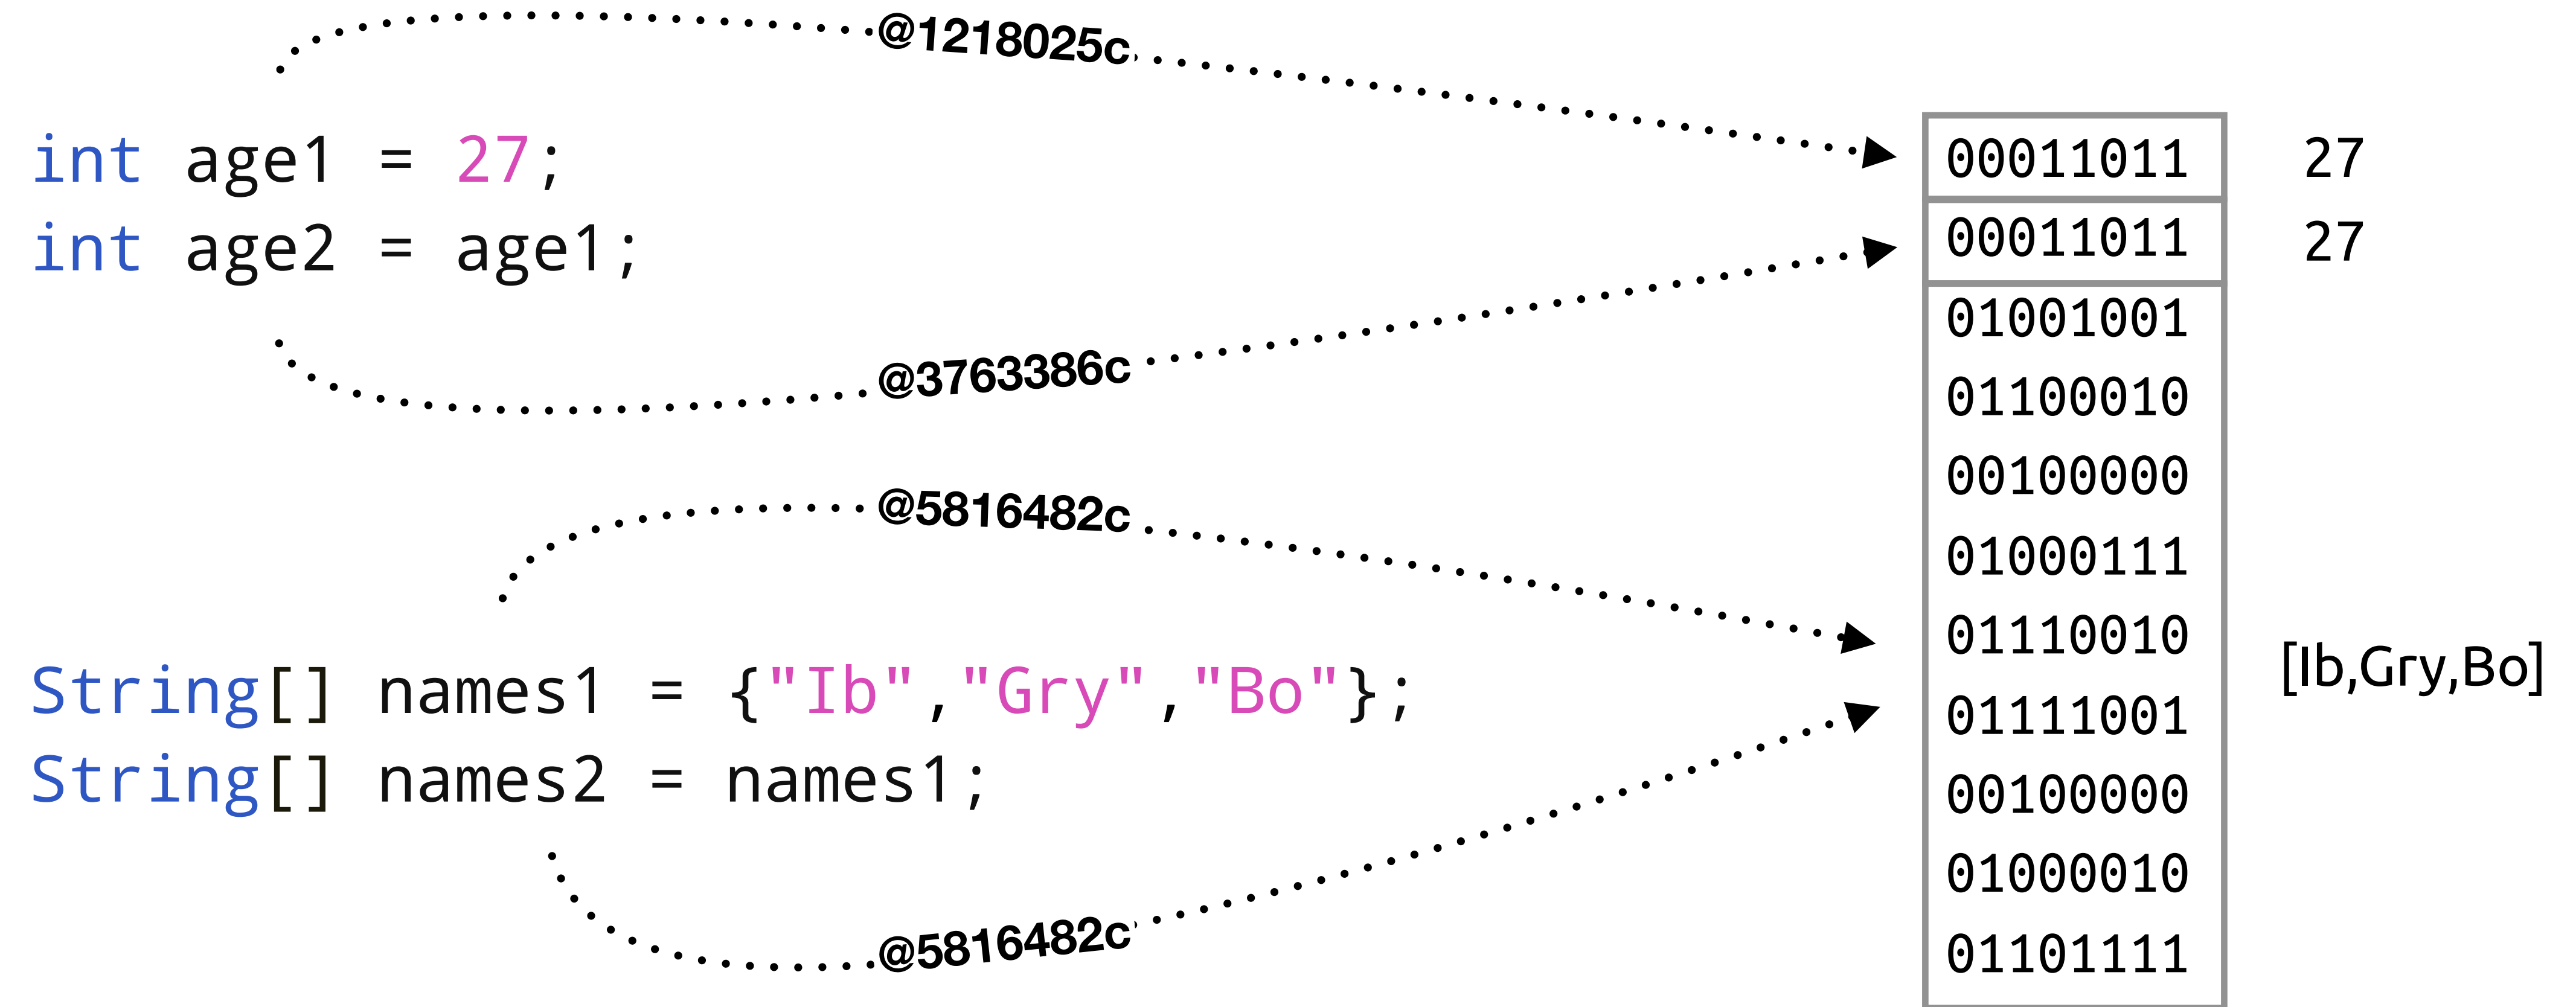 @1218025c
int age1 = 27;
int age2 = age1;
@3763386c
@5816482c
String[] names1 = {"Ib","Gry","Bo"};
String[] names2 = names1;
@5816482c
00011011 27
00011011 27
01001001
01100010
00100000
01000111
01110010
[Ib,Gry,Bo]
01111001
00100000
01000010
01101111